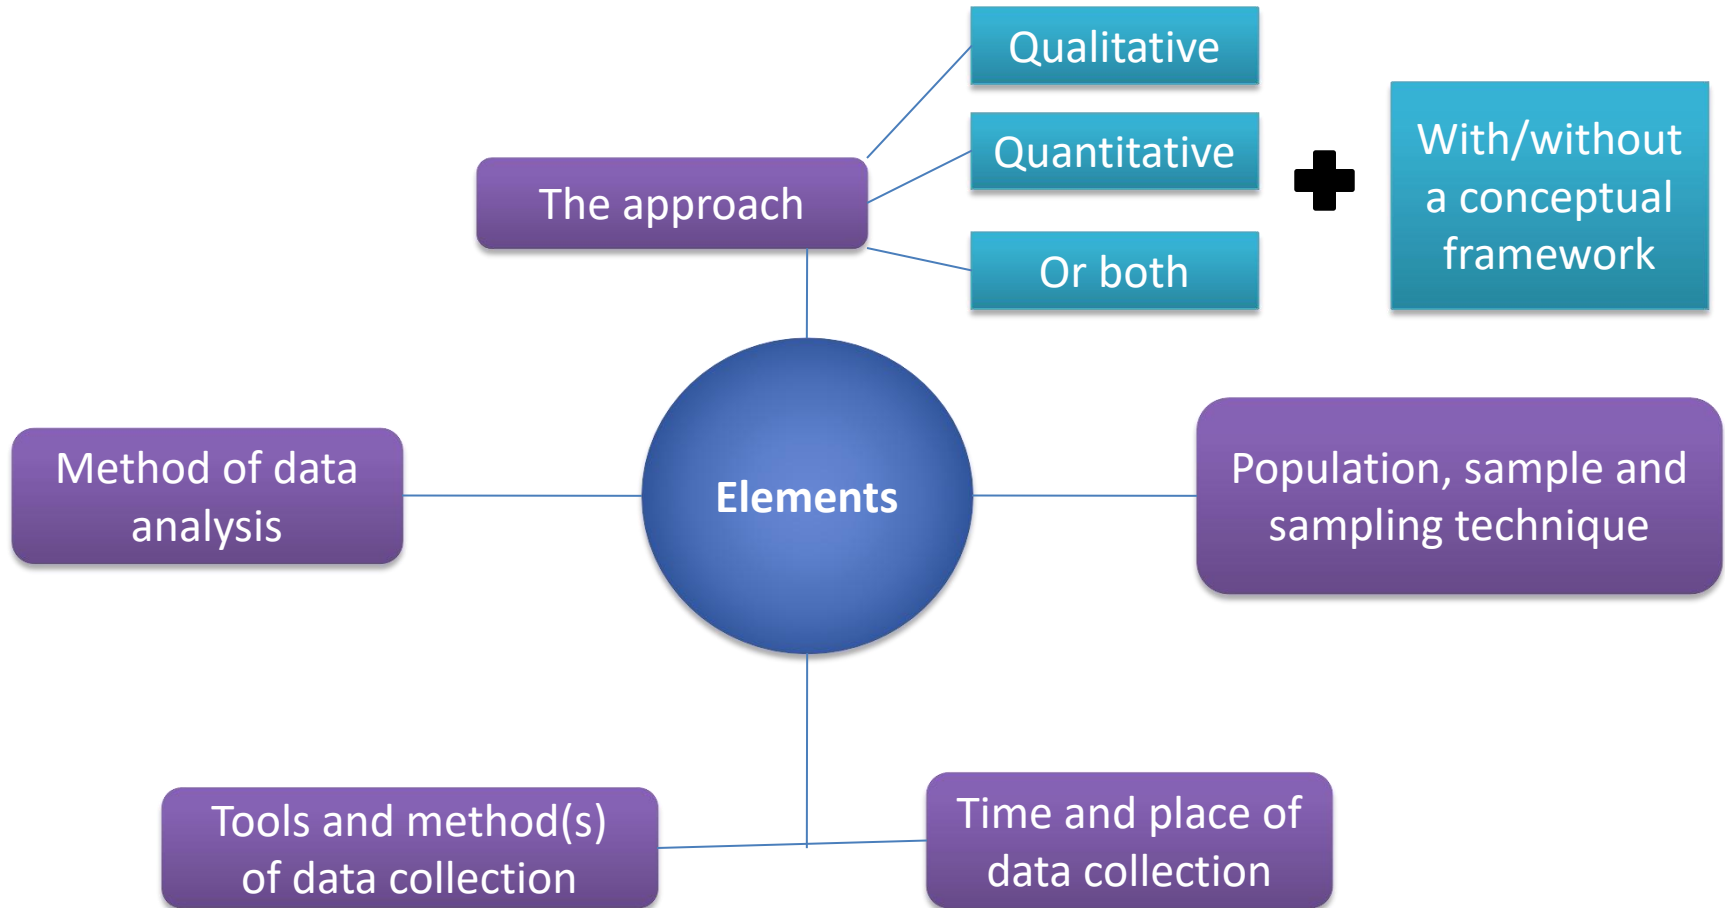 Qualitative
Quantitative
Or both
With/without
a conceptual
framework
The approach
Method of data
analysis
Elements
Population, sample and
sampling technique
Tools and method(s)
of data collection
Time and place of
data collection